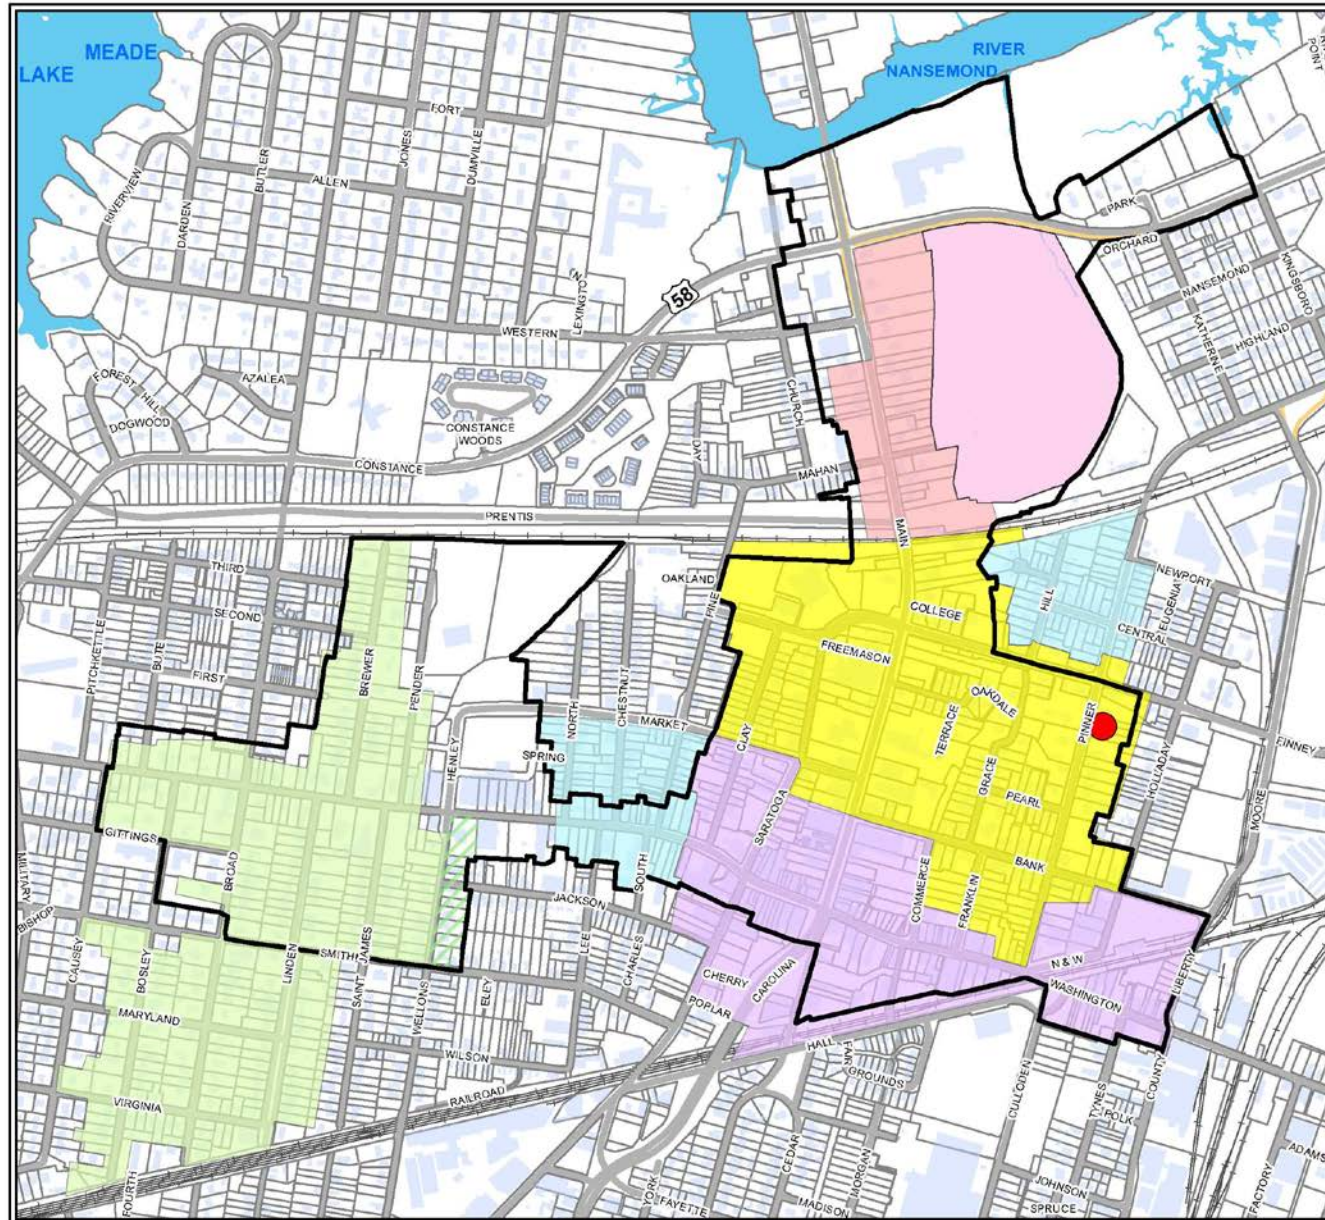 MEADE
LAKE
RIVER
NANSEMOND
POINT
FORT
JONES
DUMVILLE
BUTLER
ALLEN
RIVERVIEW
DARDEN
PARK
ORCHARD
NANSEMOND
KINGSBORO
KATHERINE
HIGHLAND
LEXINGTON
58
WESTERN
AZALEA
FOREST HILL
DOGWOOD
CONSTANCE
WOODS
CHURCH
DAY
CONSTANCE
MAHAN
PRENTIS
MAIN
THIRD
SECOND
FIRST
PITCHKETTLE
BUTE
BREWER
PENDER
OAKLAND
PINE
COLLEGE
FREEMASON
HILL
NEWPORT
EUGENIA
CENTRAL
NORTH
CHESTNUT
MARKET
SPRING
HENLEY
CLAY
OAKDALE
TERRACE
GRACE
PINNER
PEARL
FINNEY
HOLLADAY
MOORE
GITTINGS
MILITARY
BROAD
SARATOGA
COMMERCE
FRANKLIN
BANK
SOUTH
JACKSON
BISHOP
CAUSEY
BOSLEY
LINDEN
SMITH
SAINT JAMES
WELLONS
ELEY
LEE
CHARLES
CHERRY
CAROLINA
POPLAR
N & W
WASHINGTON
LIBERTY
MARYLAND
WILSON
RAILROAD
HALL
FAIR
GROUNDS
CULLODEN
TYNES
COUNTY
POLK
VIRGINIA
FOURTH
YORK
FAYETTE
CEDAR
MADISON
MORGAN
JOHNSON
SPRUCE
FACTORY
ADAMS